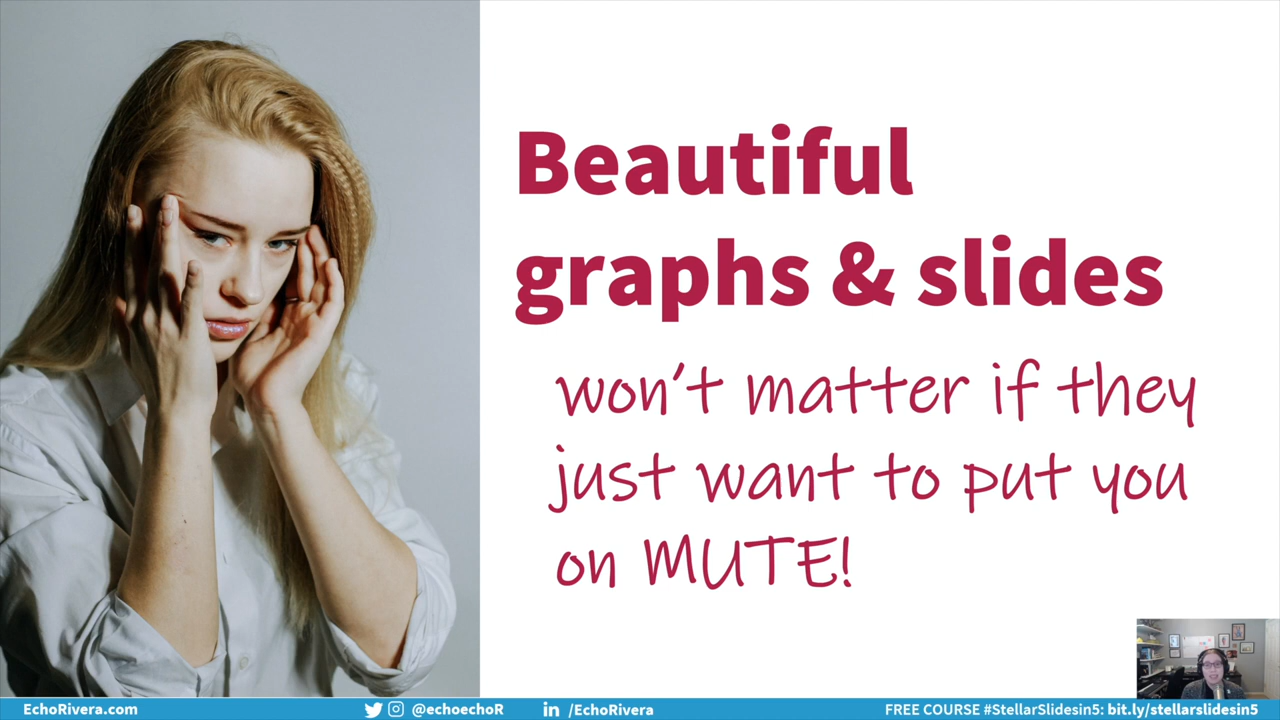 Beautiful
graphs & slides
won't matter if they
just want to put you
on MUTE!
EchoRivera.com
@echoechoR
/EchoRivera
FREE COURSE #StellarSlidesin5: bit.ly/stellarslidesin5